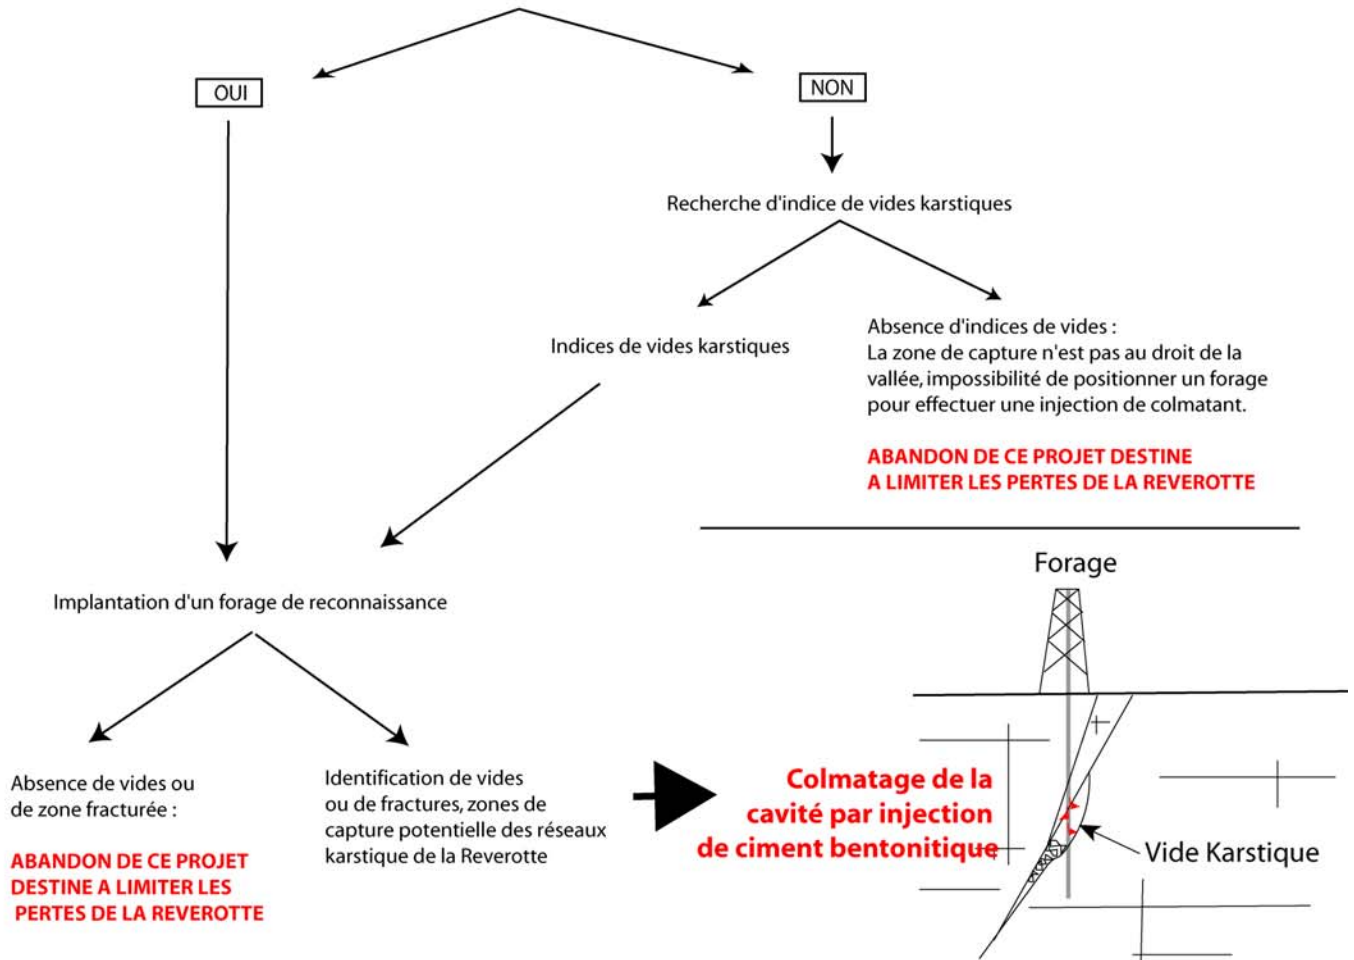 OUI
NON
Recherche d'indice de vides karstiques
Indices de vides karstiques
Absence d'indices de vides :
La zone de capture n'est pas au droit de la
vallée, impossibilité de positionner un forage
pour effectuer une injection de colmatant.
ABANDON DE CE PROJET DESTINE
A LIMITER LES PERTES DE LA REVEROTTE
Implantation d'un forage de reconnaissance
Absence de vides ou
de zone fracturée :
ABANDON DE CE PROJET
DESTINE A LIMITER LES
PERTES DE LA REVEROTTE
Identification de vides
ou de fractures, zones de
capture potentielle des réseaux
karstique de la Reverotte
Forage
Colmatage de la
cavité par injection
de ciment bentonitique
Vide Karstique